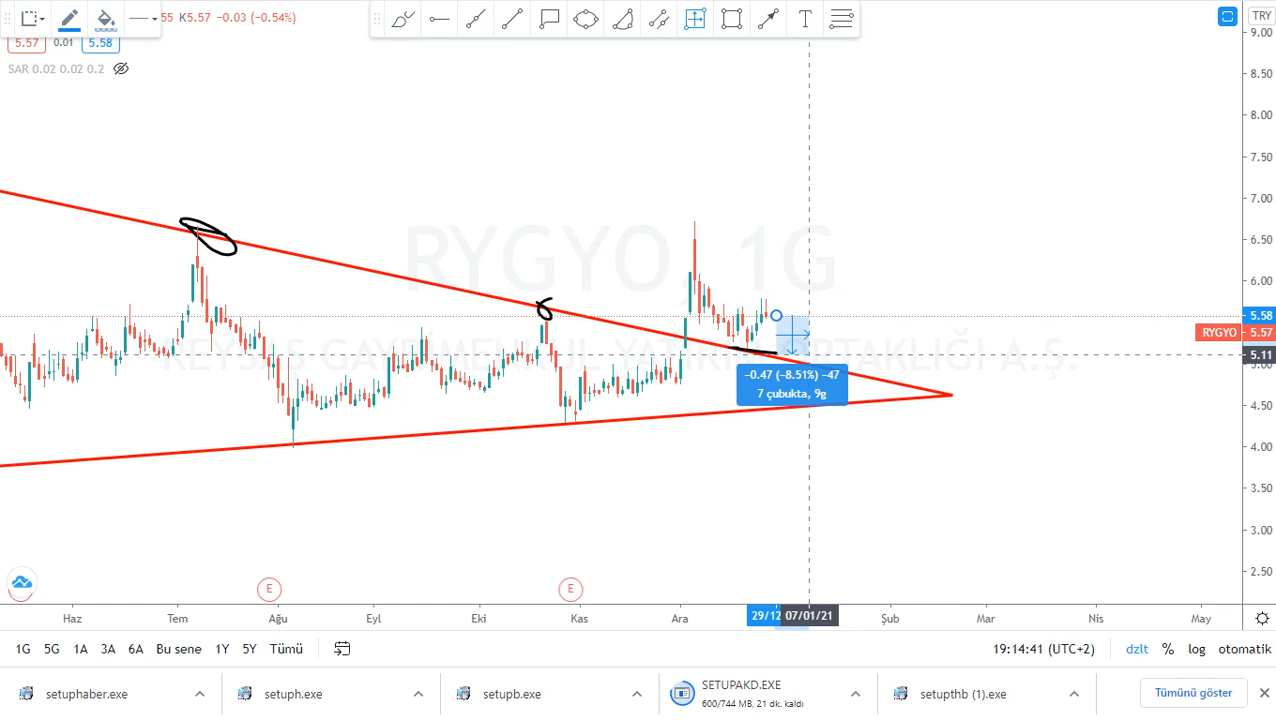 55 K5.57 −0.03 (−0.54%)
TRY
5.57 0.01 5.58
SAR 0.02 0.02 0.2
9.00
8.50
8.00
7.50
7.00
6.50
6.00
5.58
RYGYO 5.57
5.11
5.00
4.50
4.00
3.50
3.00
2.50
RYGYO, 1G
−0.47 (−8.51%) −47
7 çubukta, 9g
E E
Haz Tem Ağu Eyl Eki Kas Ara 29/12 07/01/21 Şub Mar Nis May
1G 5G 1A 3A 6A Bu sene 1Y 5Y Tümü 19:14:41 (UTC+2) dzlt % log otomatik
setuphaber.exe setuph.exe setupb.exe SETUPAKD.EXE setupthb (1).exe Tümünü göster
600/744 MB, 21 dk. kaldı